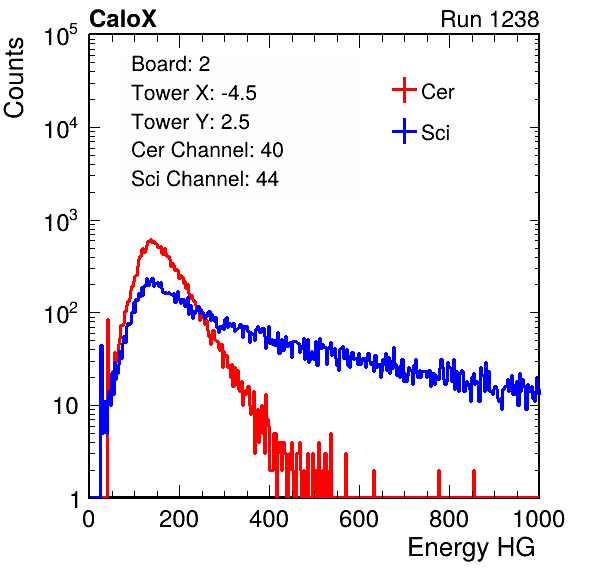 CaloX Run 1238
Counts
Board: 2
Tower X: -4.5
Tower Y: 2.5
Cer Channel: 40
Sci Channel: 44
Cer
Sci
10^5
10^4
10^3
10^2
10
1
0 200 400 600 800 1000
Energy HG